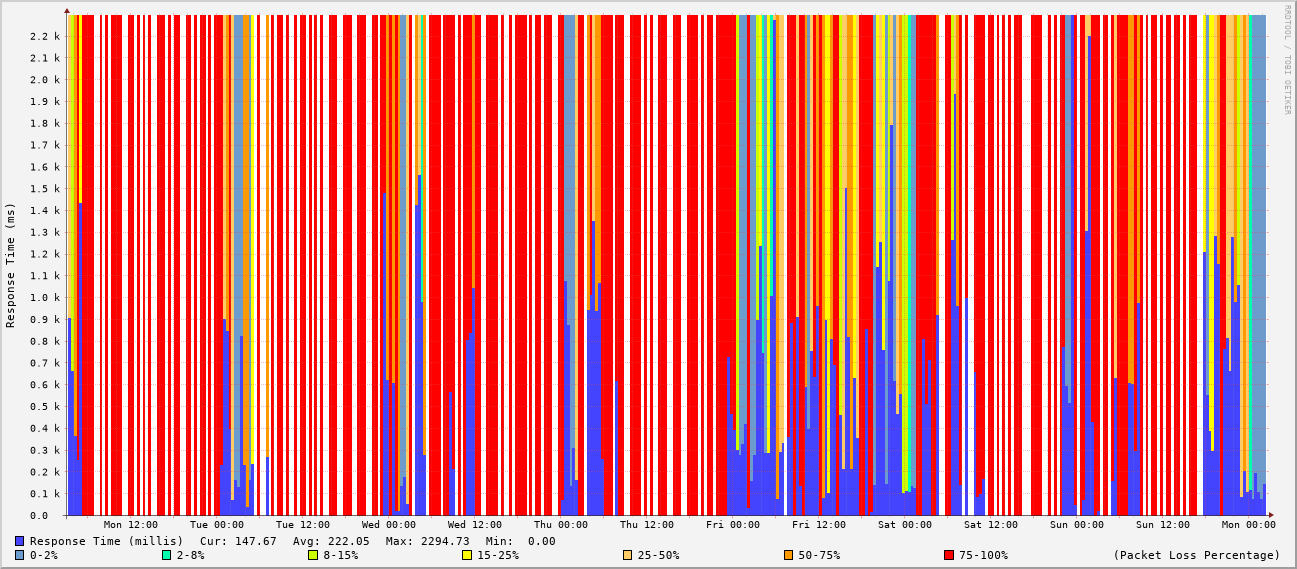 RRDTOOL / TOBI OETIKER
Response Time (ms)
2.2 k
2.1 k
2.0 k
1.9 k
1.8 k
1.7 k
1.6 k
1.5 k
1.4 k
1.3 k
1.2 k
1.1 k
1.0 k
0.9 k
0.8 k
0.7 k
0.6 k
0.5 k
0.4 k
0.3 k
0.2 k
0.1 k
0.0
Mon 12:00 Tue 00:00 Tue 12:00 Wed 00:00 Wed 12:00 Thu 00:00 Thu 12:00 Fri 00:00 Fri 12:00 Sat 00:00 Sat 12:00 Sun 00:00 Sun 12:00 Mon 00:00
Response Time (millis) Cur: 147.67 Avg: 222.05 Max: 2294.73 Min: 0.00
0-2% 2-8% 8-15% 15-25% 25-50% 50-75% 75-100% (Packet Loss Percentage)